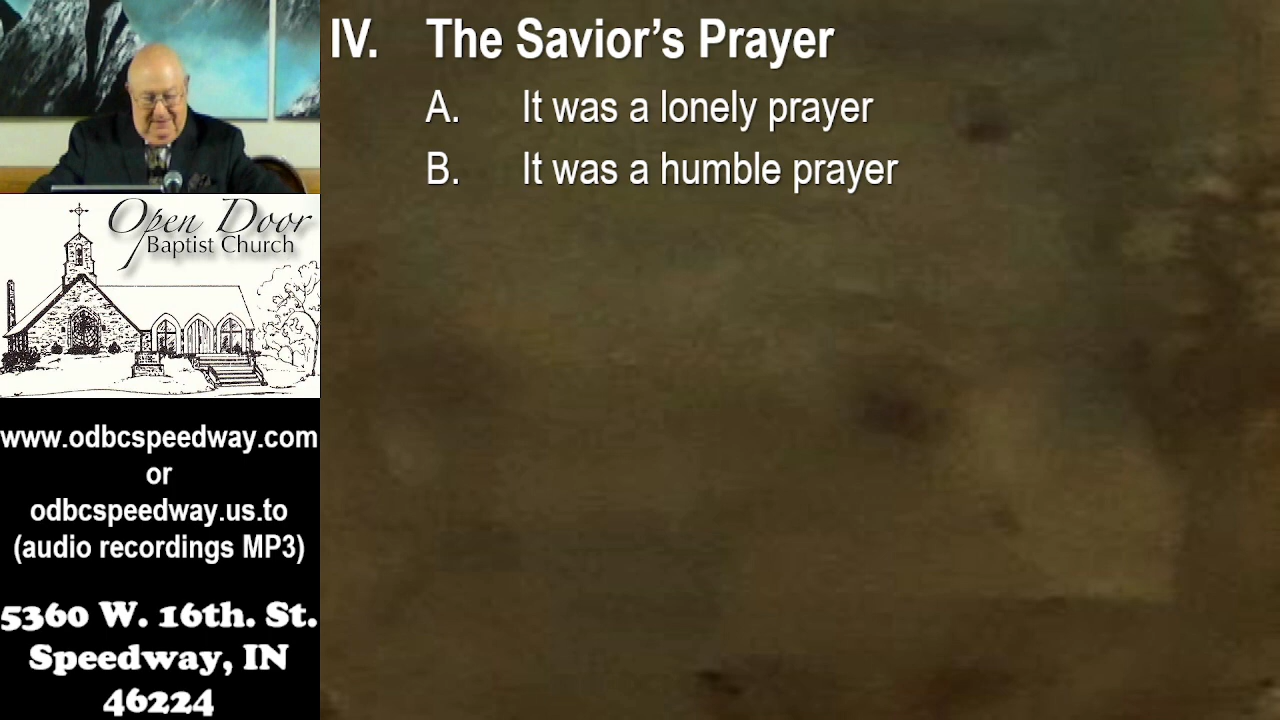 IV. The Savior’s Prayer
A. It was a lonely prayer
B. It was a humble prayer
Open Door
Baptist Church
www.odbcspeedway.com
or
odbcspeedway.us.to
(audio recordings MP3)
5360 W. 16th. St.
Speedway, IN
46224